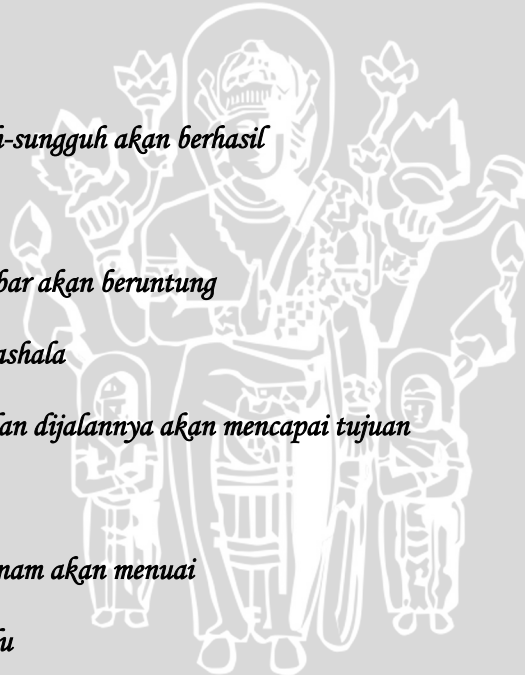 -sungguh akan berhasil
bar akan beruntung
ashala
an dijalannya akan mencapai tujuan
nam akan menuai
u